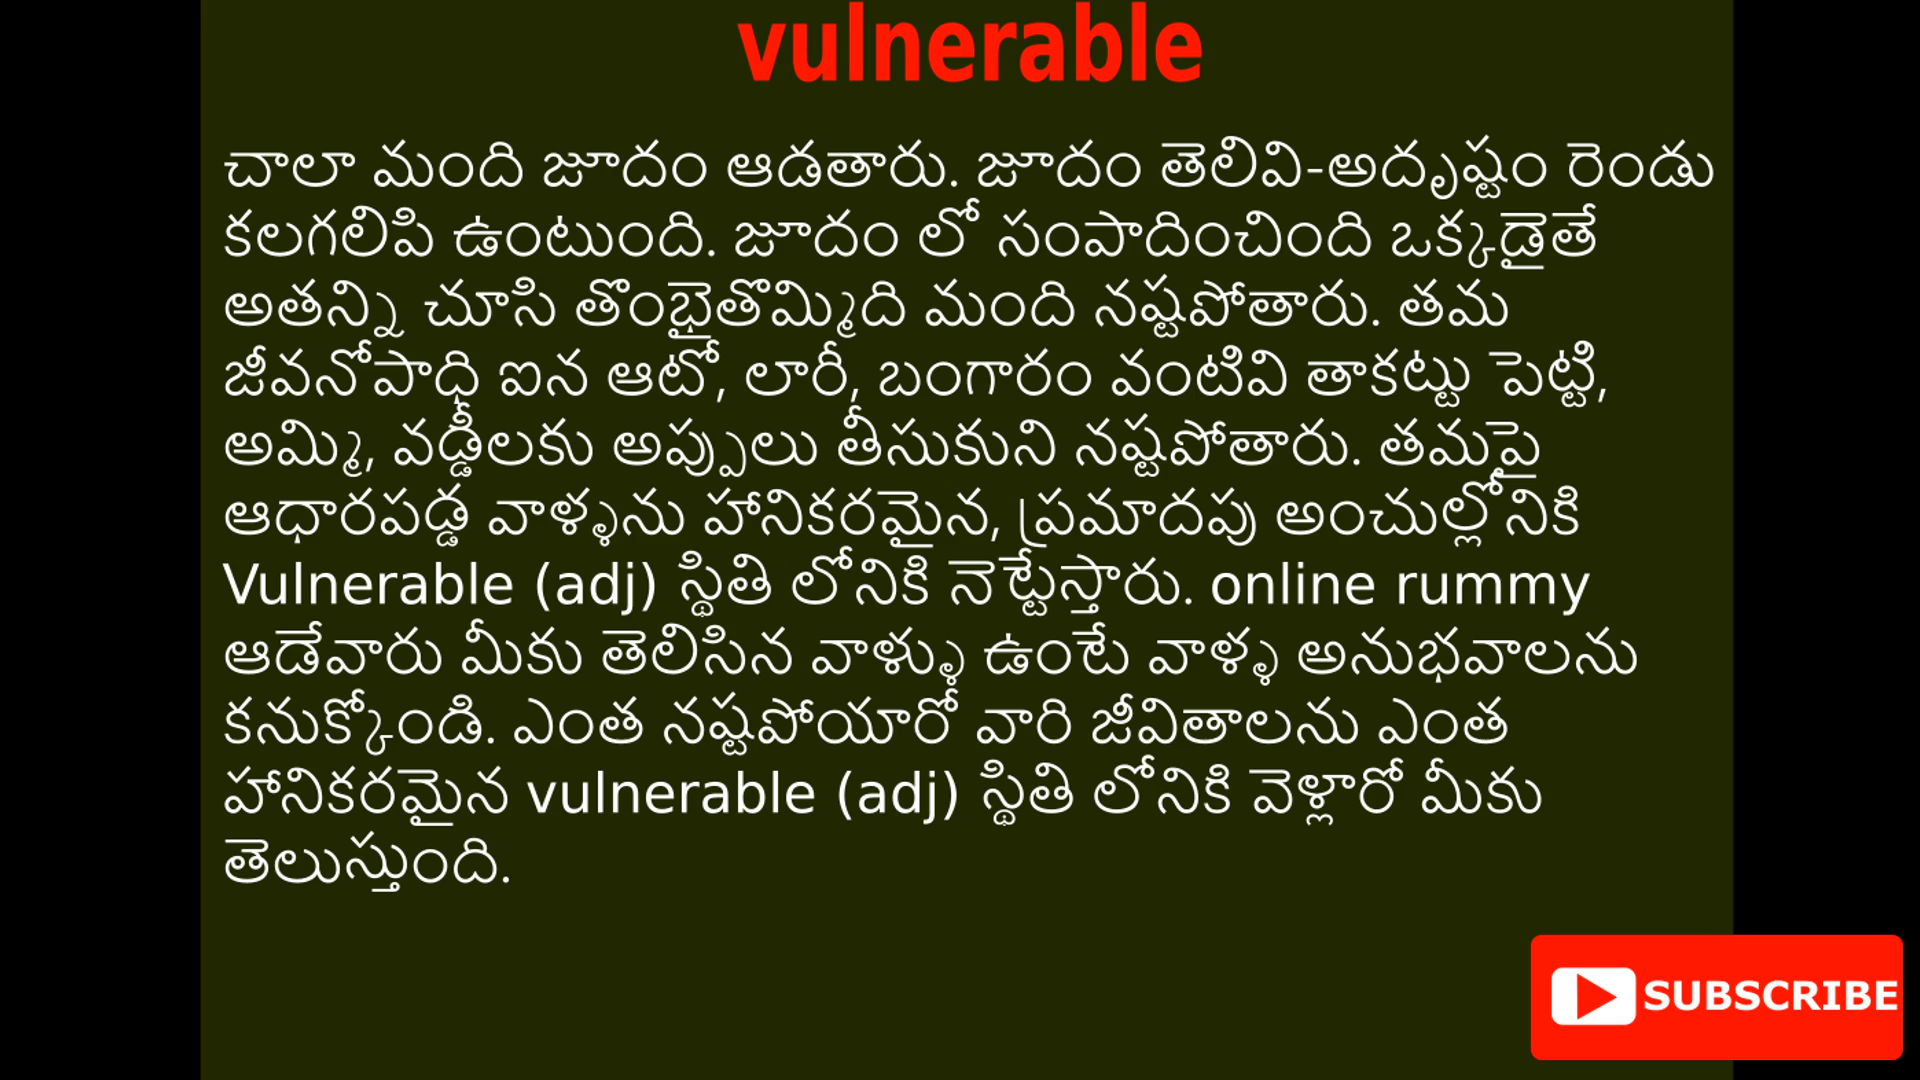 vulnerable
చాలా మంది జూదం ఆడతారు. జూదం తెలివి-అదృష్టం రెండు
కలగలిపి ఉంటుంది. జూదం లో సంపాదించింది ఒక్కడైతే
అతన్ని చూసి తొంభైతొమ్మిది మంది నష్టపోతారు. తమ
జీవనోపాధి ఐన ఆటో, లారీ, బంగారం వంటివి తాకట్టు పెట్టి,
అమ్మి, వడ్డీలకు అప్పులు తీసుకుని నష్టపోతారు. తమపై
ఆధారపడ్డ వాళ్ళను హానికరమైన, ప్రమాదపు అంచుల్లోనికి
Vulnerable (adj) స్థితి లోనికి నెట్టేస్తారు. online rummy
ఆడేవారు మీకు తెలిసిన వాళ్ళు ఉంటే వాళ్ళ అనుభవాలను
కనుక్కోండి. ఎంత నష్టపోయారో వారి జీవితాలను ఎంత
హానికరమైన vulnerable (adj) స్థితి లోనికి వెళ్లారో మీకు
తెలుస్తుంది.
SUBSCRIBE